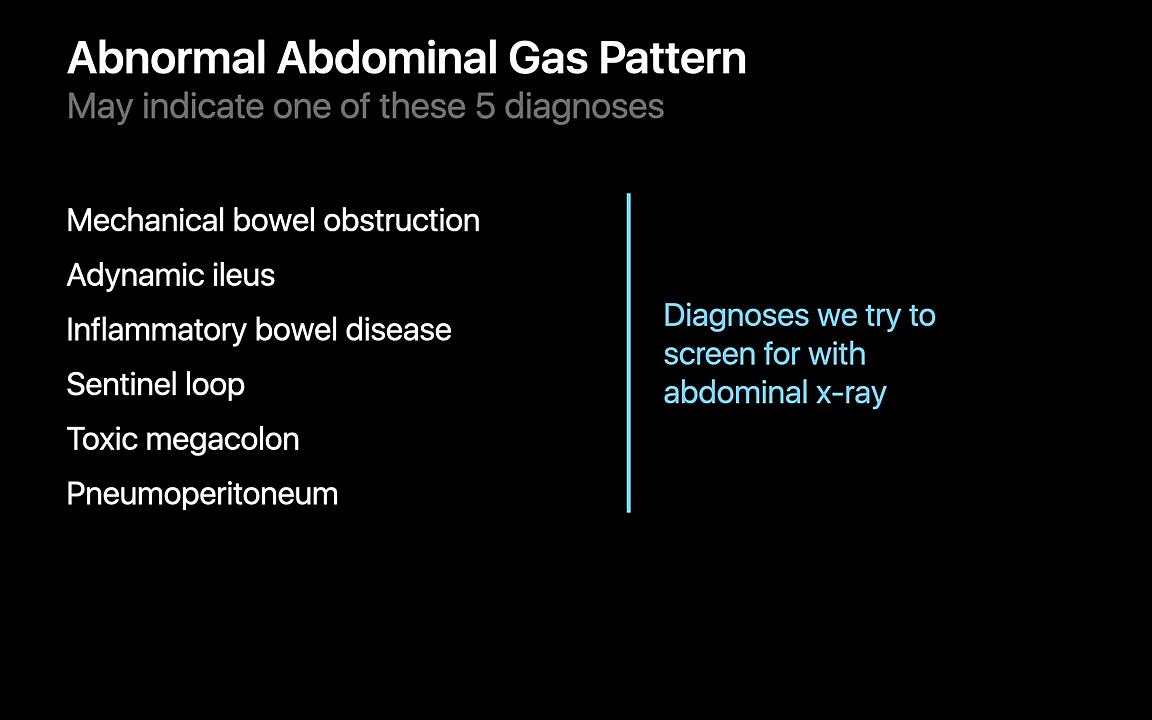 Abnormal Abdominal Gas Pattern
May indicate one of these 5 diagnoses
Mechanical bowel obstruction
Adynamic ileus
Inflammatory bowel disease
Sentinel loop
Toxic megacolon
Pneumoperitoneum
Diagnoses we try to
screen for with
abdominal x-ray